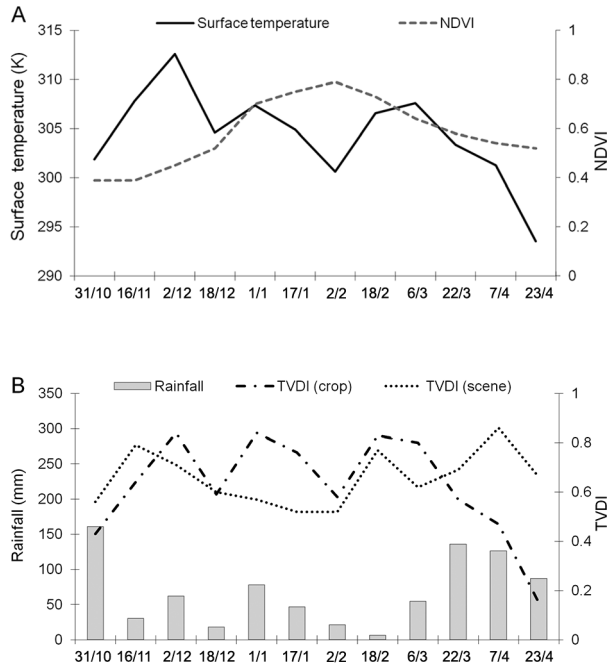 A
Surface temperature NDVI
315 1
310 0.8
305 0.6
300 0.4
295 0.2
290 0
Surface temperature (K)
NDVI
31/10 16/11 2/12 18/12 1/1 17/1 2/2 18/2 6/3 22/3 7/4 23/4
B
Rainfall TVDI (crop) TVDI (scene)
350 1
300
250 0.8
200 0.6
150 0.4
100
50 0.2
0 0
Rainfall (mm)
TVDI
31/10 16/11 2/12 18/12 1/1 17/1 2/2 18/2 6/3 22/3 7/4 23/4